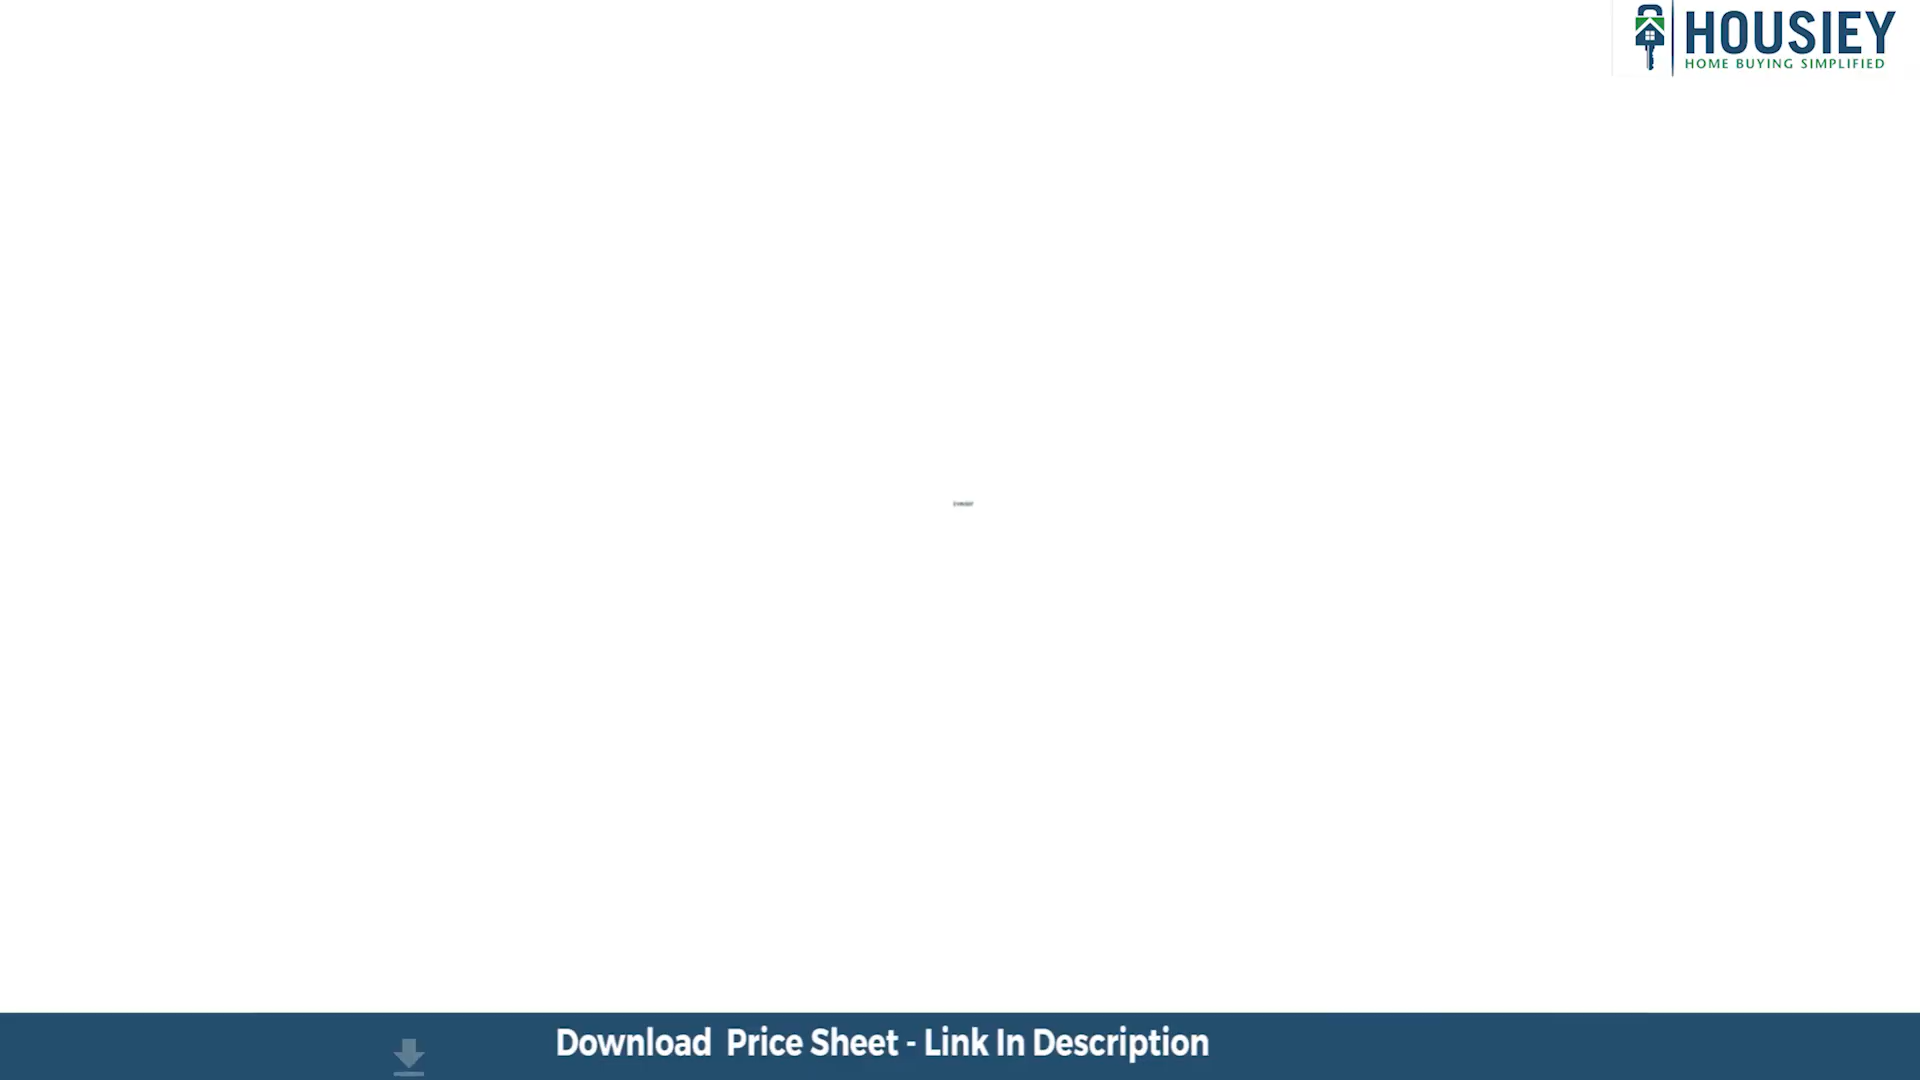 HOUSIEY
HOME BUYING SIMPLIFIED
Download Price Sheet - Link In Description